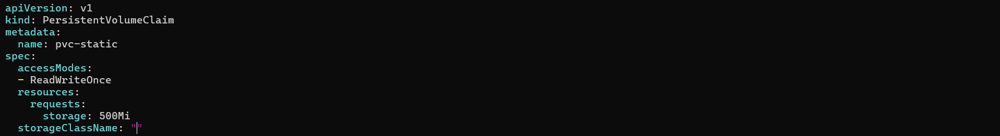 apiVersion: v1
kind: PersistentVolumeClaim
metadata:
  name: pvc-static
spec:
  accessModes:
  - ReadWriteOnce
  resources:
    requests:
      storage: 500Mi
  storageClassName: ""